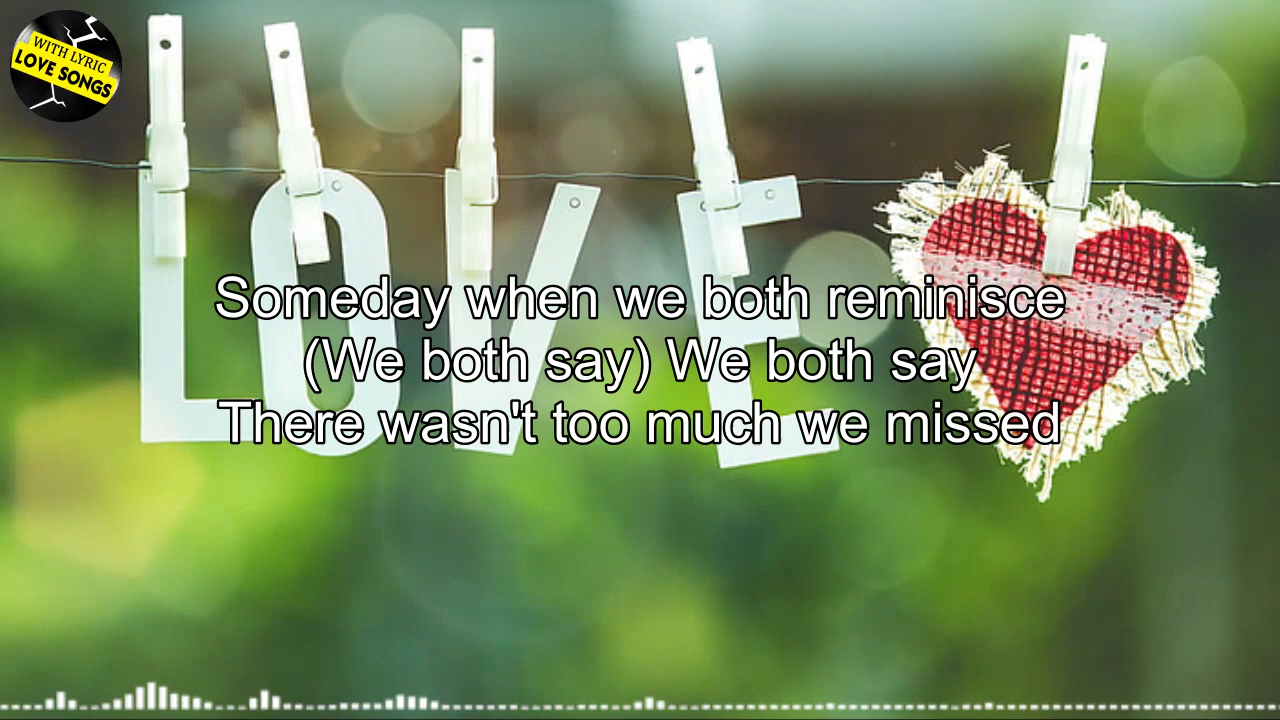 WITH LYRIC
LOVE SONGS
LOVE
Someday when we both reminisce
(We both say) We both say
There wasn't too much we missed